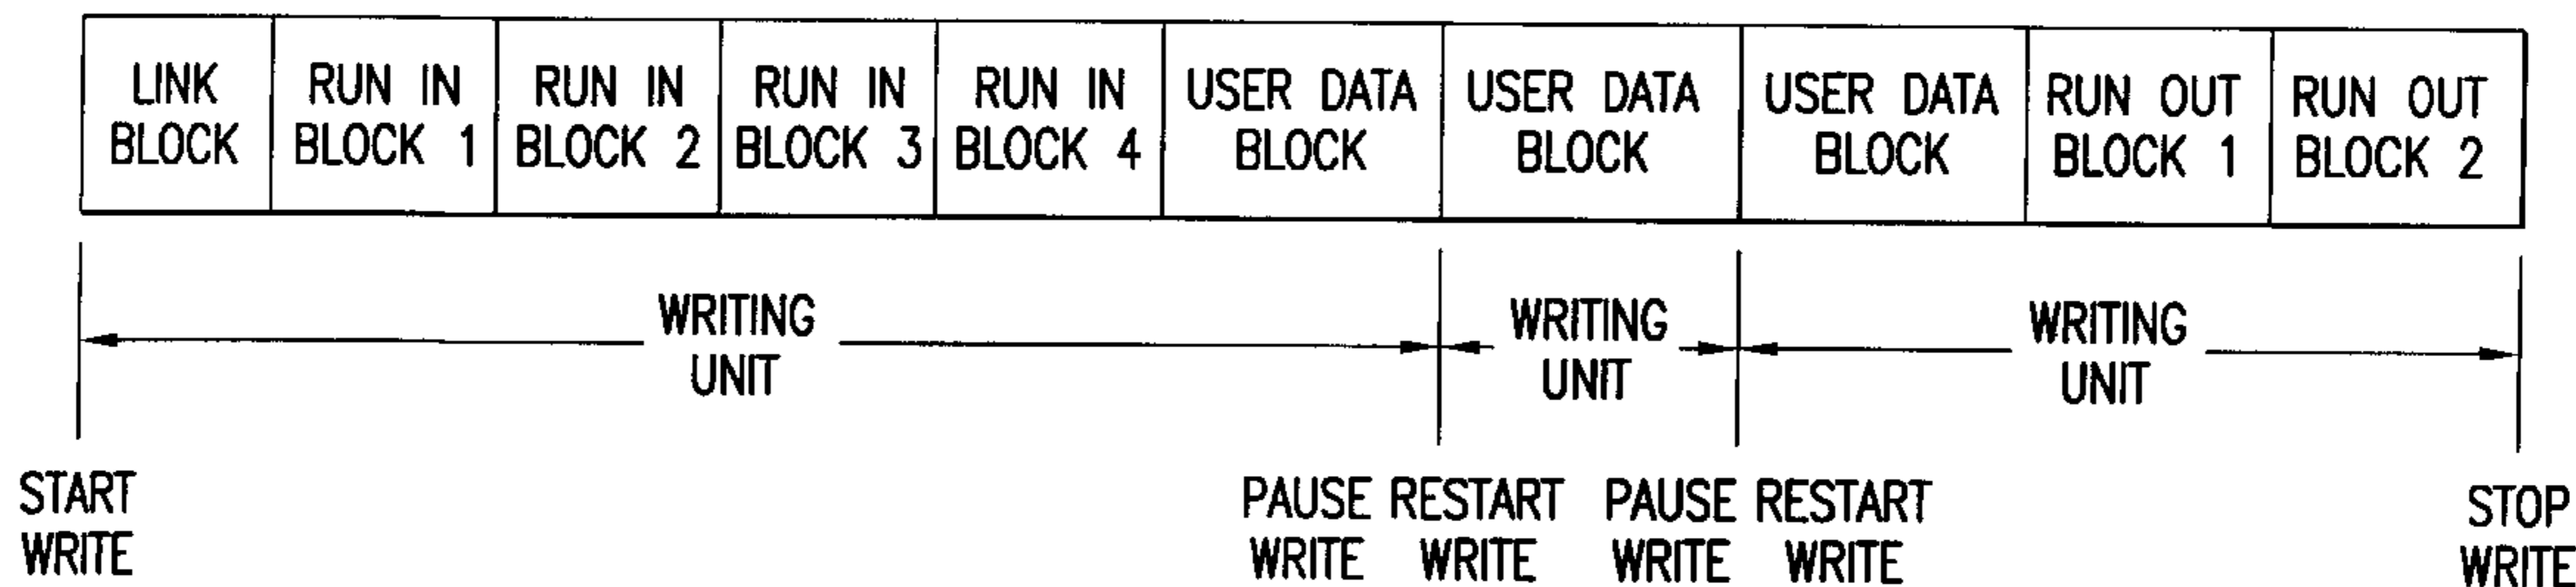 LINK BLOCK
RUN IN BLOCK 1
RUN IN BLOCK 2
RUN IN BLOCK 3
RUN IN BLOCK 4
USER DATA BLOCK
USER DATA BLOCK
USER DATA BLOCK
RUN OUT BLOCK 1
RUN OUT BLOCK 2
WRITING UNIT
WRITING UNIT
WRITING UNIT
START WRITE
PAUSE WRITE
RESTART WRITE
PAUSE WRITE
RESTART WRITE
STOP WRITE